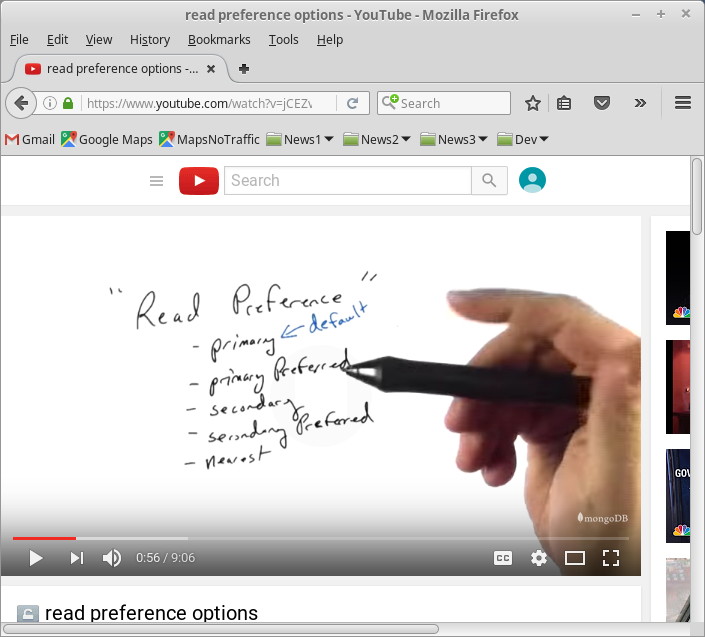 read preference options - YouTube - Mozilla Firefox
File Edit View History Bookmarks Tools Help
read preference options -...
https://www.youtube.com/watch?v=jCEZv
Search
Gmail Google Maps MapsNoTraffic News1 News2 News3 Dev
Search
" Read Preference "
- primary ← default
- primary Preferred
- secondary
- secondary Preferred
- nearest
GOV
mongoDB
0:56 / 9:06
CC
read preference options